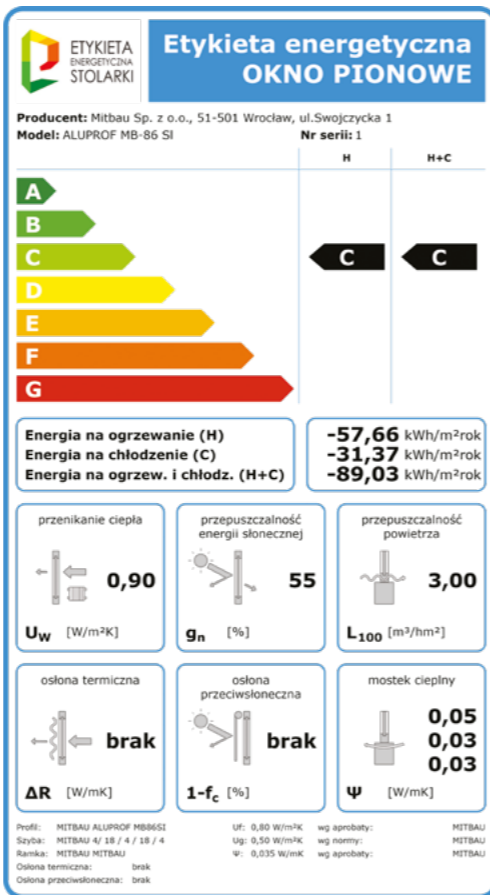 ETYKIETA
ENERGETYCZNA
STOLARKI
Etykieta energetyczna
OKNO PIONOWE
Producent: Mitbau Sp. z o.o., 51-501 Wrocław, ul.Swojczycka 1
Model: ALUPROF MB-86 SI Nr serii: 1
H H+C
A
B
C C C
D
E
F
G
Energia na ogrzewanie (H) -57,66 kWh/m²rok
Energia na chłodzenie (C) -31,37 kWh/m²rok
Energia na ogrzew. i chłodz. (H+C) -89,03 kWh/m²rok
przenikanie ciepła
0,90
Uw [W/m²K]
przepuszczalność
energii słonecznej
55
gn [%]
przepuszczalność
powietrza
3,00
L100 [m³/hm²]
osłona termiczna
brak
ΔR [W/mK]
osłona
przeciwsłoneczna
brak
1-fc [%]
mostek cieplny
0,05
0,03
0,03
Ψ [W/mK]
Profil: MITBAU ALUPROF MB86SI Uf: 0,80 W/m²K wg aprobaty: MITBAU
Szyba: MITBAU 4/ 18 / 4 / 18 / 4 Ug: 0,50 W/m²K wg normy: MITBAU
Ramka: MITBAU MITBAU Ψ: 0,035 W/mK wg aprobaty: MITBAU
Osłona termiczna: brak
Osłona przeciwsłoneczna: brak